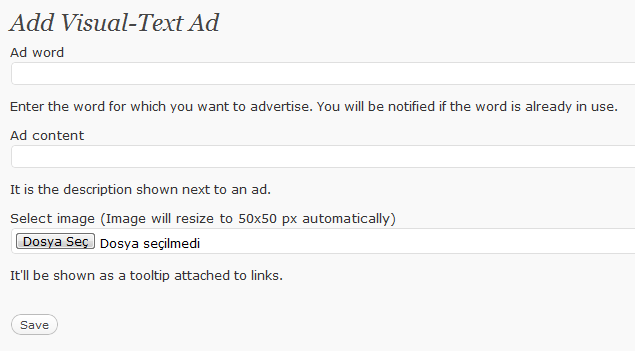 Add Visual-Text Ad
Ad word
Enter the word for which you want to advertise. You will be notified if the word is already in use.
Ad content
It is the description shown next to an ad.
Select image (Image will resize to 50x50 px automatically)
Dosya Seç Dosya seçilmedi
It'll be shown as a tooltip attached to links.
Save